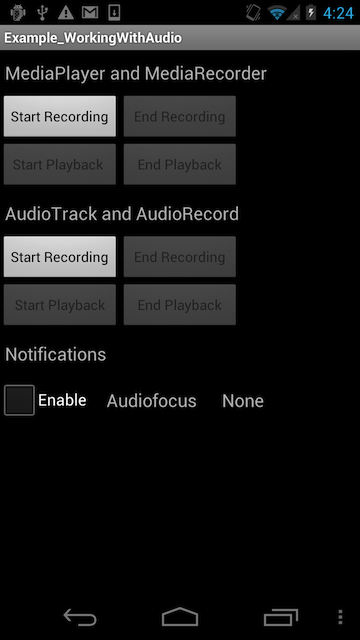 4:24
Example_WorkingWithAudio
MediaPlayer and MediaRecorder
Start Recording End Recording
Start Playback End Playback
AudioTrack and AudioRecord
Start Recording End Recording
Start Playback End Playback
Notifications
Enable Audiofocus None